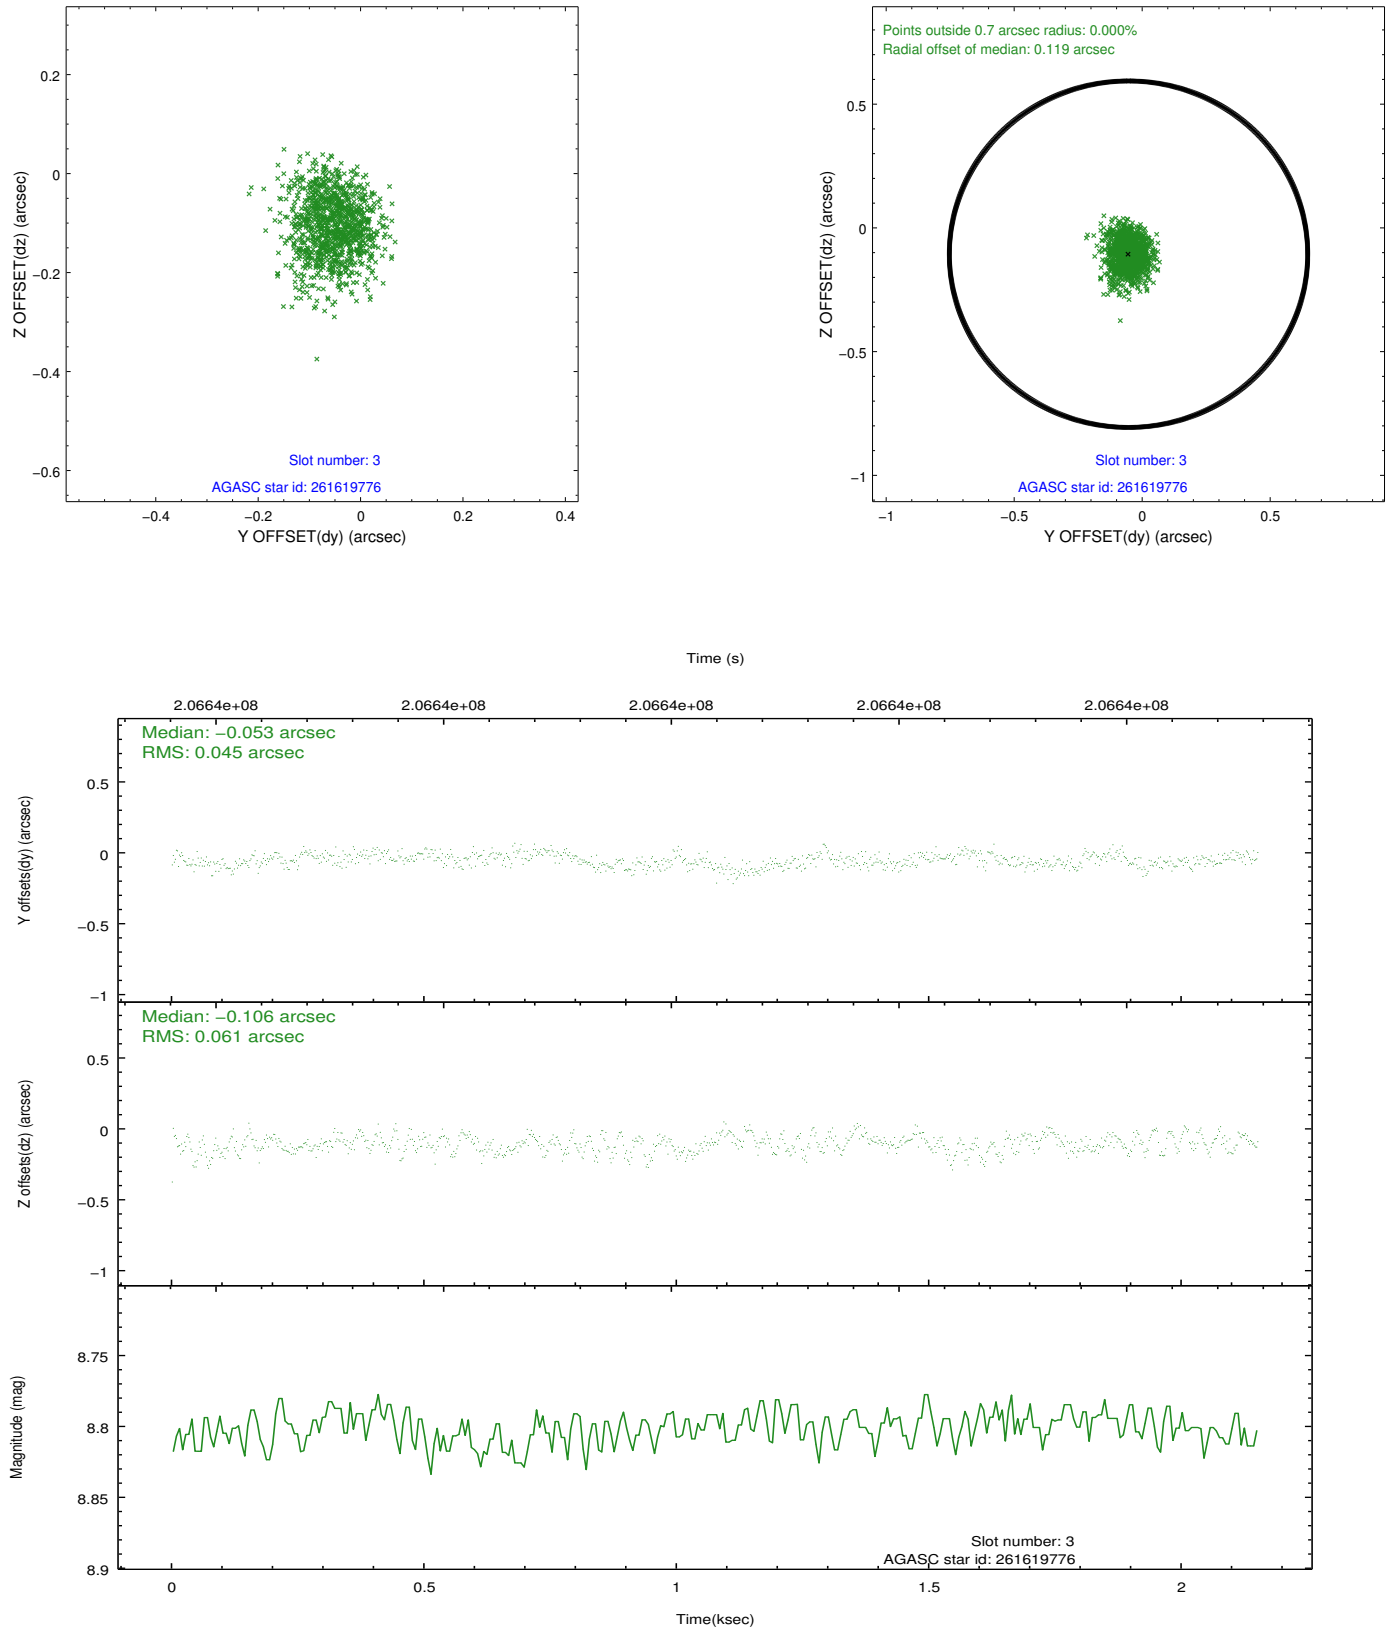 Points outside 0.7 arcsec radius: 0.000%
Radial offset of median: 0.119 arcsec
0.2
0
−0.2
−0.4
−0.6
Z OFFSET(dz) (arcsec)
Slot number: 3
AGASC star id: 261619776
−0.4
−0.2
0
0.2
0.4
Y OFFSET(dy) (arcsec)
0.5
0
−0.5
−1
Z OFFSET(dz) (arcsec)
Slot number: 3
AGASC star id: 261619776
−1
−0.5
0
0.5
Y OFFSET(dy) (arcsec)
Time (s)
2.0664e+08
2.0664e+08
2.0664e+08
2.0664e+08
2.0664e+08
Median: −0.053 arcsec
RMS: 0.045 arcsec
0.5
0
−0.5
−1
Y offsets(dy) (arcsec)
Median: −0.106 arcsec
RMS: 0.061 arcsec
0.5
0
−0.5
−1
Z offsets(dz) (arcsec)
8.75
8.8
8.85
8.9
Magnitude (mag)
Slot number: 3
AGASC star id: 261619776
0
0.5
1
1.5
2
Time(ksec)